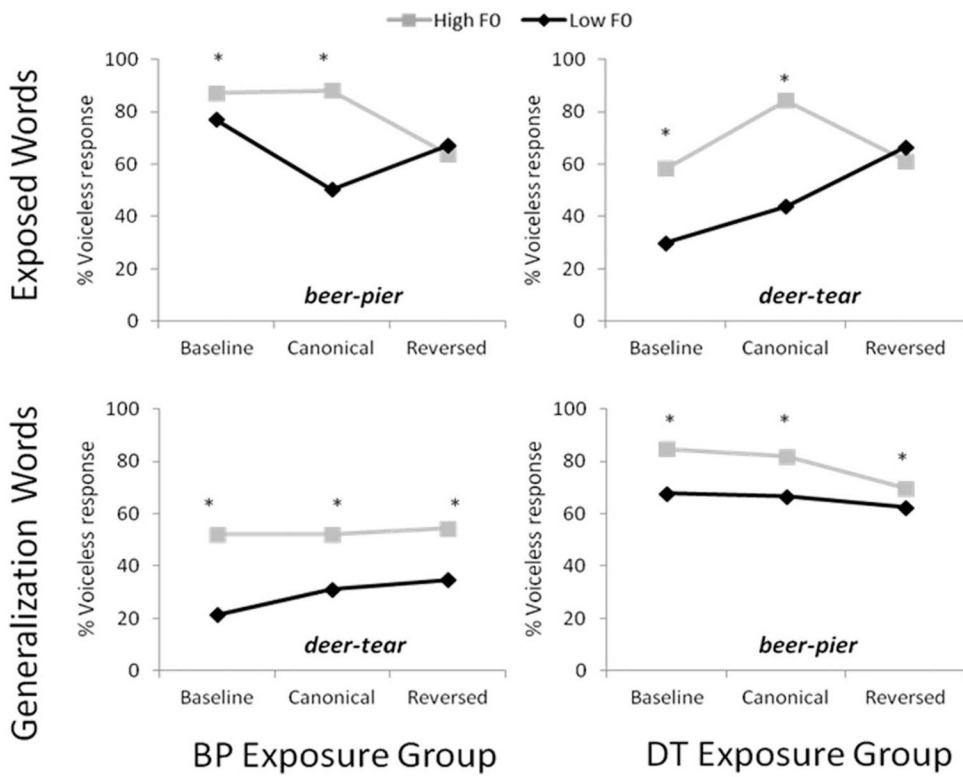 High F0 Low F0
Exposed Words
% Voiceless response
100
80
60
40
20
0
* *
beer-pier
Baseline Canonical Reversed
% Voiceless response
100
80
60
40
20
0
* *
deer-tear
Baseline Canonical Reversed
Generalization Words
% Voiceless response
100
80
60
40
20
0
* * *
deer-tear
Baseline Canonical Reversed
% Voiceless response
100
80
60
40
20
0
* * *
beer-pier
Baseline Canonical Reversed
BP Exposure Group
DT Exposure Group